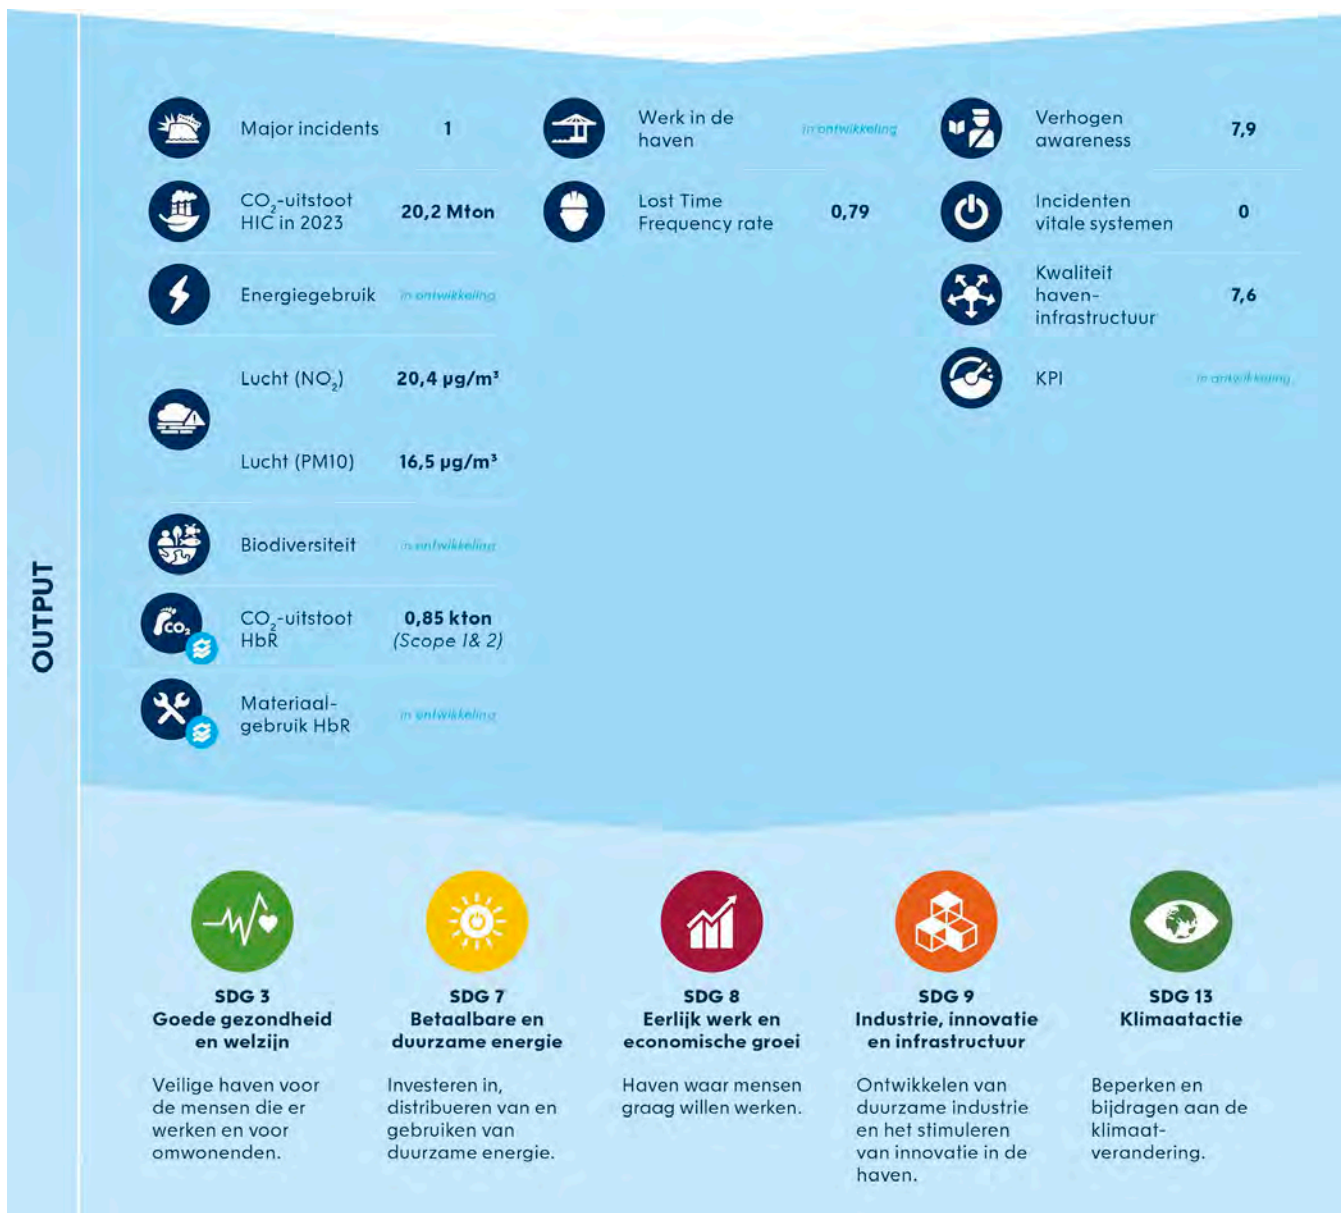 OUTPUT
Major incidents 1
CO₂-uitstoot
HIC in 2023 20,2 Mton
Energiegebruik in ontwikkeling
Lucht (NO₂) 20,4 µg/m³
Lucht (PM10) 16,5 µg/m³
Biodiversiteit in ontwikkeling
CO₂
CO₂-uitstoot 0,85 kton
HbR (Scope 1& 2)
Materiaal-
gebruik HbR in ontwikkeling
Werk in de
haven in ontwikkeling
Lost Time
Frequency rate 0,79
Verhogen
awareness 7,9
Incidenten
vitale systemen 0
Kwaliteit
haven-
infrastructuur 7,6
KPI in ontwikkeling
SDG 3
Goede gezondheid
en welzijn
Veilige haven voor
de mensen die er
werken en voor
omwonenden.
SDG 7
Betaalbare en
duurzame energie
Investeren in,
distribueren van en
gebruiken van
duurzame energie.
SDG 8
Eerlijk werk en
economische groei
Haven waar mensen
graag willen werken.
SDG 9
Industrie, innovatie
en infrastructuur
Ontwikkelen van
duurzame industrie
en het stimuleren
van innovatie in de
haven.
SDG 13
Klimaatactie
Beperken en
bijdragen aan de
klimaat-
verandering.